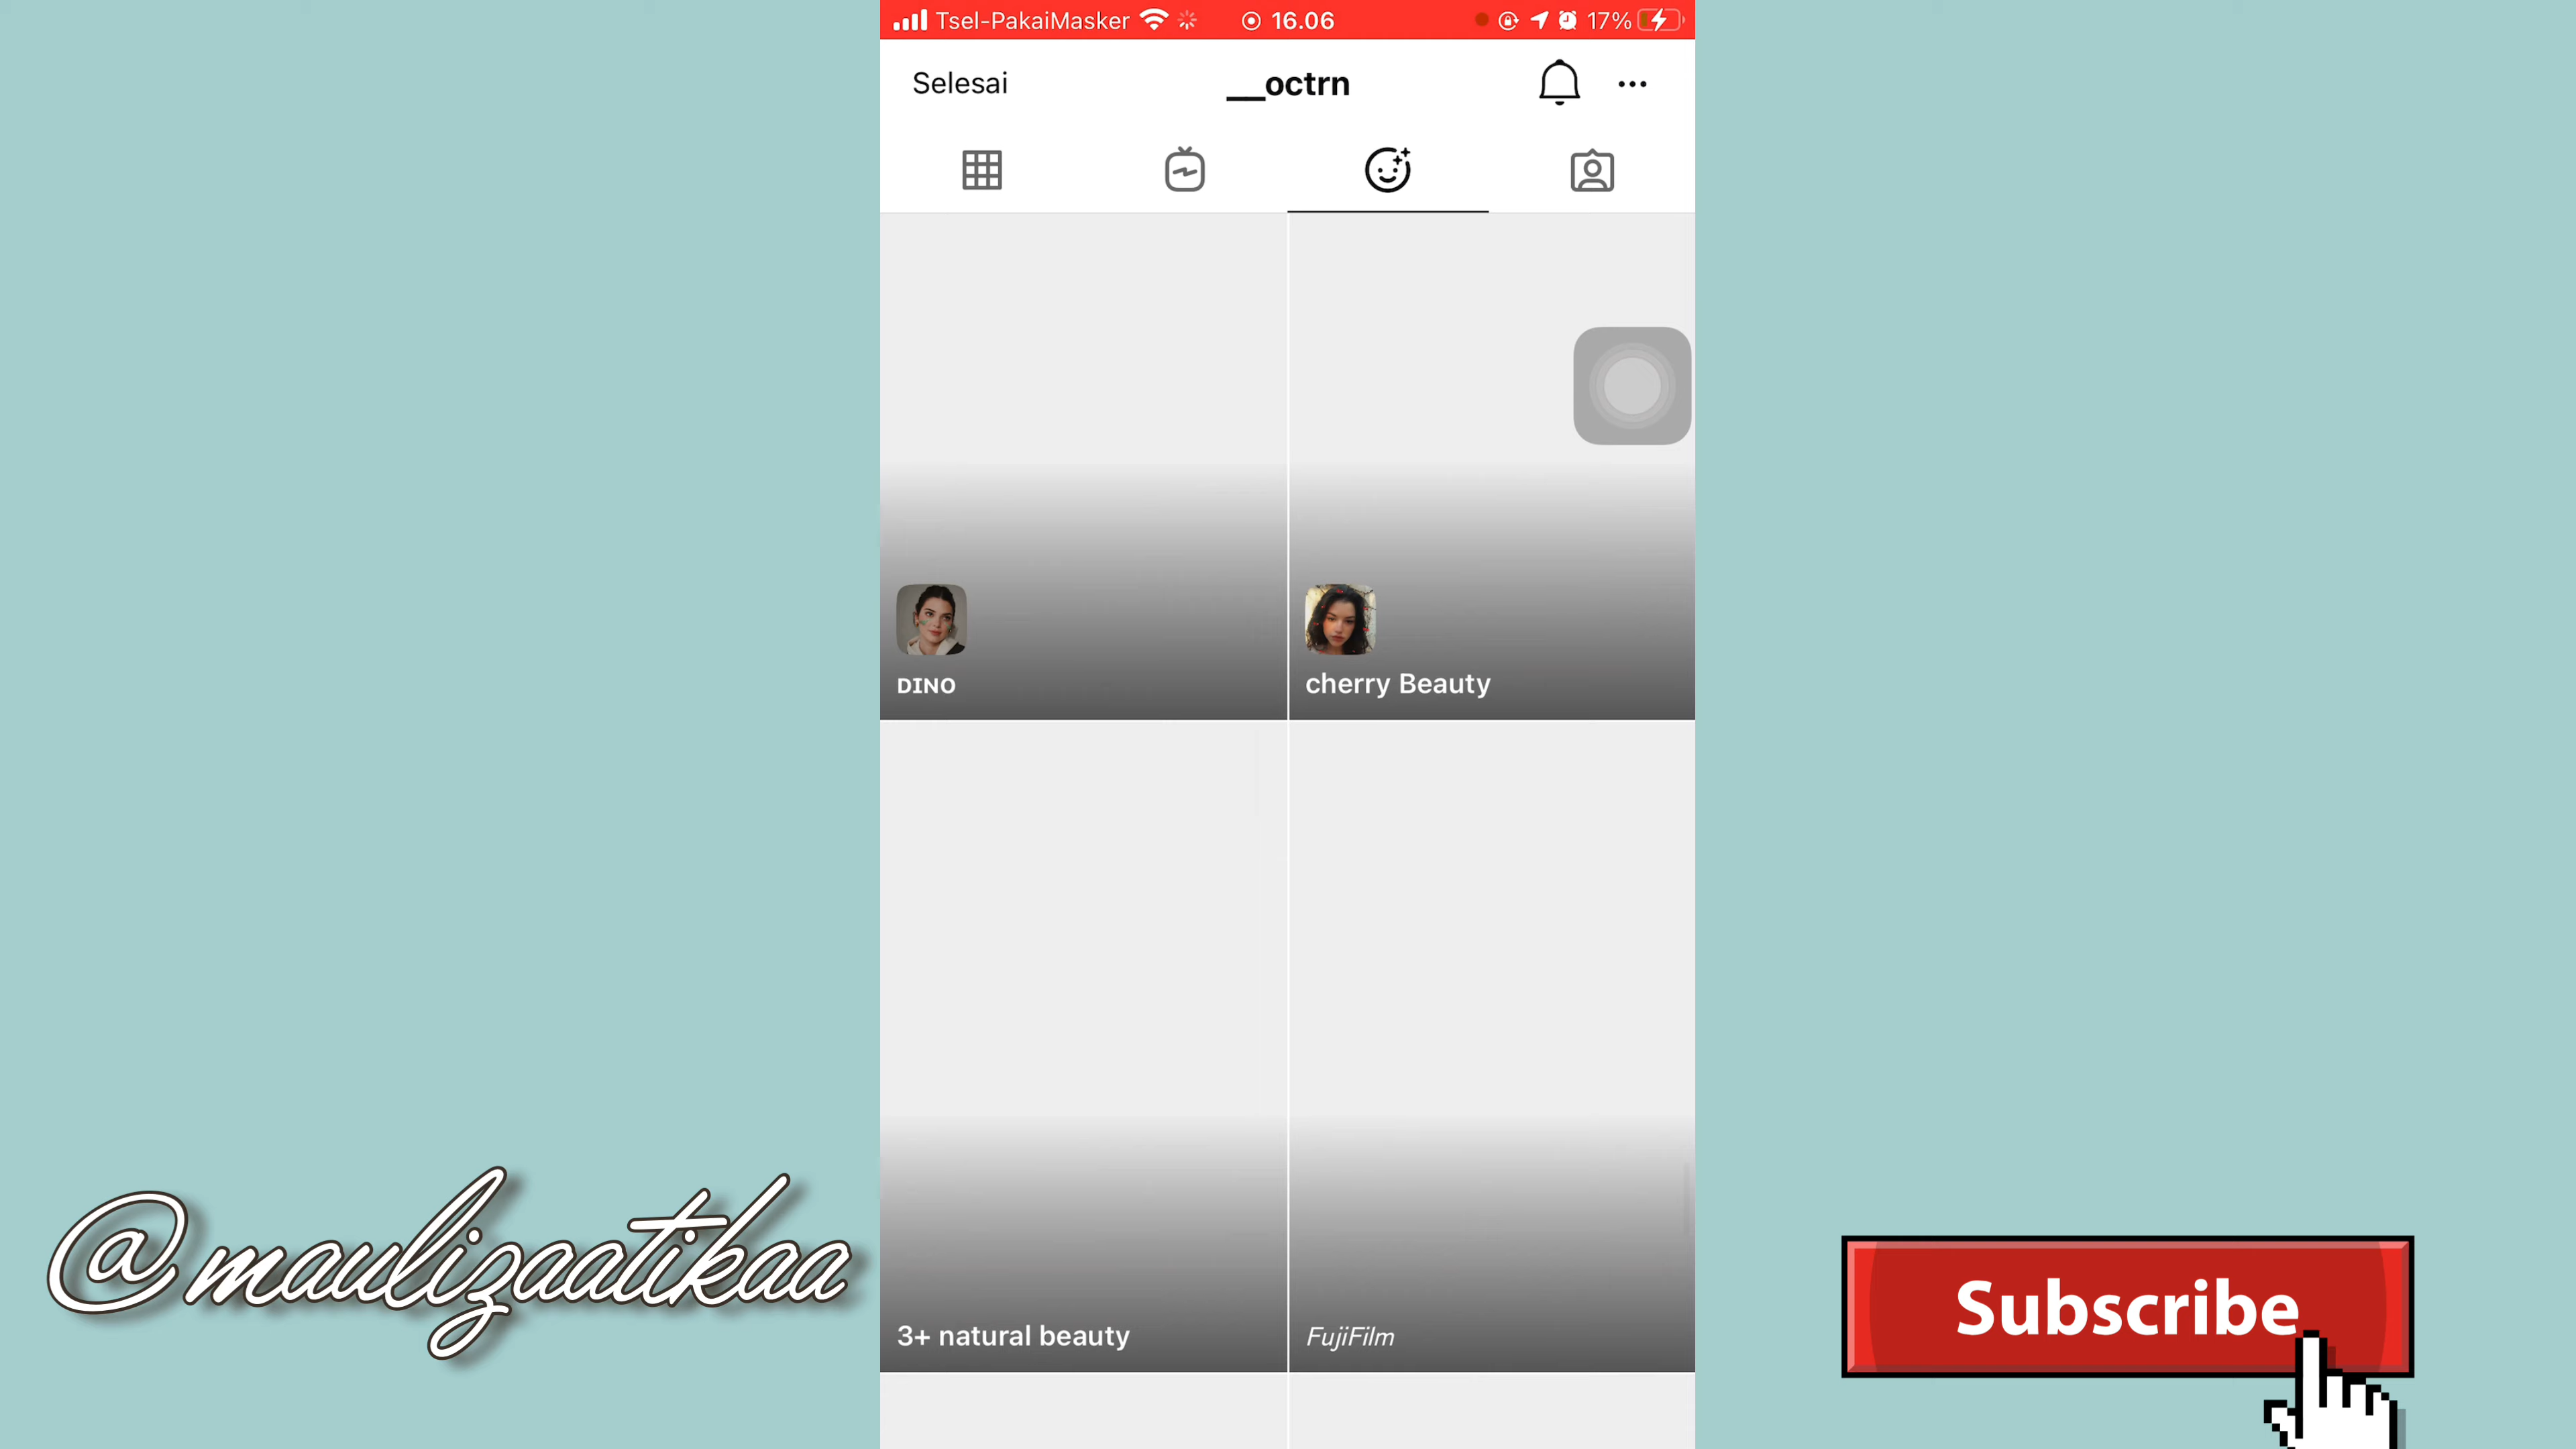 Tsel-PakaiMasker 16.06 17%
Selesai __octrn
DINO
cherry Beauty
3+ natural beauty
FujiFilm
@maulizaatikaa
Subscribe